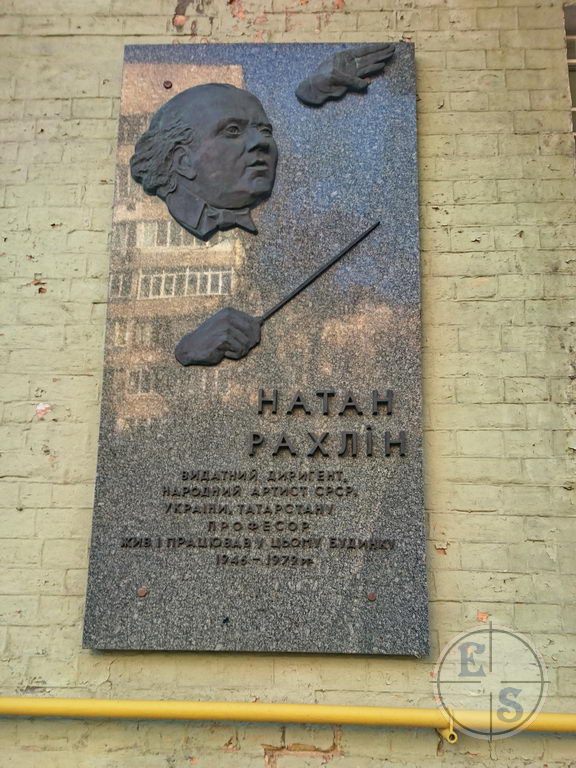 НАТАН
РАХЛІН
ВИДАТНИЙ ДИРИГЕНТ,
НАРОДНИЙ АРТИСТ СРСР,
УКРАЇНИ, ТАТАРСТАНУ
ПРОФЕСОР
ЖИВ І ПРАЦЮВАВ У ЦЬОМУ БУДИНКУ
1946 – 1979 рр.
E
S